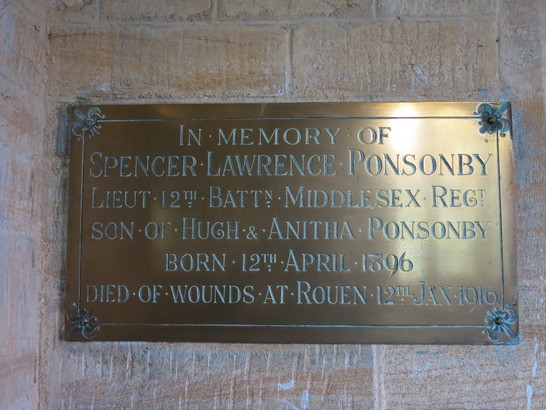 IN · MEMORY · OF
SPENCER · LAWRENCE · PONSONBY
LIEUT · 12TH · BATTN · MIDDLESEX · REGT
SON · OF · HUGH · & · ANITHA · PONSONBY
BORN · 12TH · APRIL · 1896
DIED · OF · WOUNDS · AT · ROUEN · 12TH · JAN · 1916